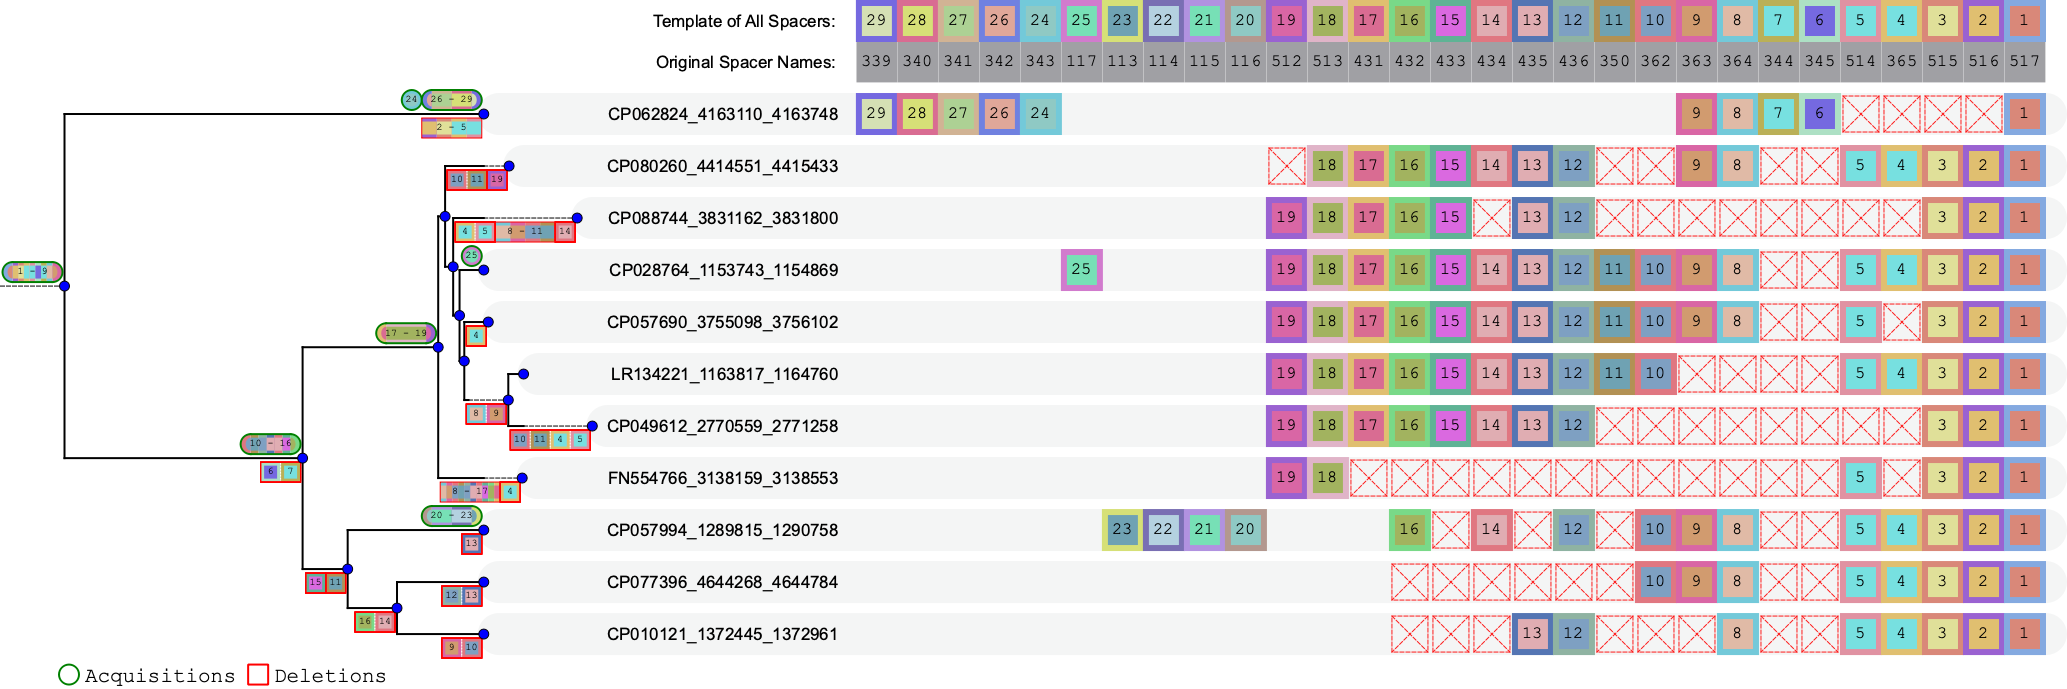 Template of All Spacers: 29 28 27 26 24 25 23 22 21 20 19 18 17 16 15 14 13 12 11 10 9 8 7 6 5 4 3 2 1
Original Spacer Names: 339 340 341 342 343 117 113 114 115 116 512 513 431 432 433 434 435 436 350 362 363 364 344 345 514 365 515 516 517
24 26 - 29
2 - 5
CP062824_4163110_4163748 29 28 27 26 24 9 8 7 6 1
10 11 19
CP080260_4414551_4415433 18 17 16 15 14 13 12 9 8 5 4 3 2 1
4 5 8 - 11 14
CP088744_3831162_3831800 19 18 17 16 15 13 12 3 2 1
25
CP028764_1153743_1154869 25 19 18 17 16 15 14 13 12 11 10 9 8 5 4 3 2 1
1 - 9
17 - 19
4
CP057690_3755098_3756102 19 18 17 16 15 14 13 12 11 10 9 8 5 3 2 1
LR134221_1163817_1164760 19 18 17 16 15 14 13 12 11 10 5 4 3 2 1
8 9
10 11 4 5
CP049612_2770559_2771258 19 18 17 16 15 14 13 12 3 2 1
10 - 16
6 7
8 - 17 4
FN554766_3138159_3138553 19 18 5 3 2 1
20 - 23
13
CP057994_1289815_1290758 23 22 21 20 16 14 12 10 9 8 5 4 3 2 1
15 11
12 13
CP077396_4644268_4644784 10 9 8 5 4 3 2 1
16 14
9 10
CP010121_1372445_1372961 13 12 8 5 4 3 2 1
Acquisitions Deletions